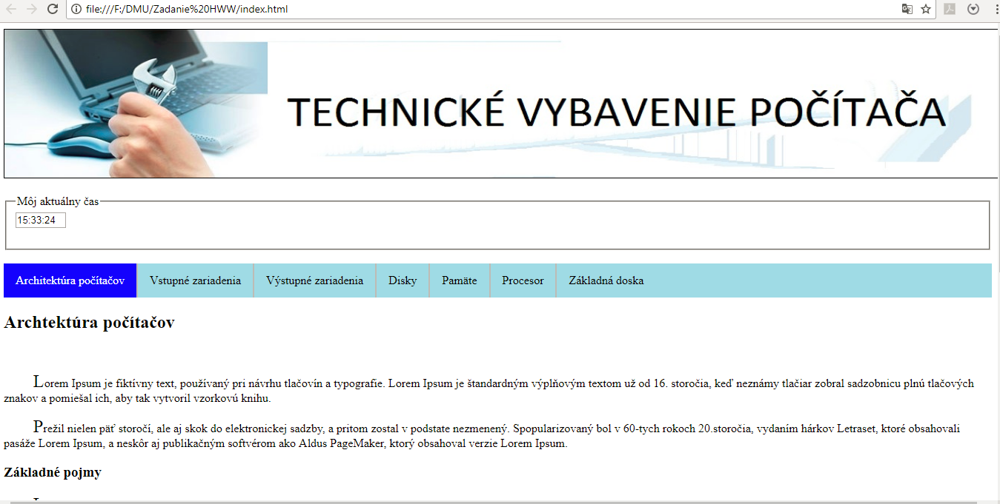 file:///F:/DMU/Zadanie%20HWW/index.html
TECHNICKÉ VYBAVENIE POČÍTAČA
Môj aktuálny čas
15:33:24
Architektúra počítačov Vstupné zariadenia Výstupné zariadenia Disky Pamäte Procesor Základná doska
Archtektúra počítačov
Lorem Ipsum je fiktívny text, používaný pri návrhu tlačovín a typografie. Lorem Ipsum je štandardným výplňovým textom už od 16. storočia, keď neznámy tlačiar zobral sadzobnicu plnú tlačových
znakov a pomiešal ich, aby tak vytvoril vzorkovú knihu.
Prežil nielen päť storočí, ale aj skok do elektronickej sadzby, a pritom zostal v podstate nezmenený. Spopularizovaný bol v 60-tych rokoch 20.storočia, vydaním hárkov Letraset, ktoré obsahovali
pasáže Lorem Ipsum, a neskôr aj publikačným softvérom ako Aldus PageMaker, ktorý obsahoval verzie Lorem Ipsum.
Základné pojmy